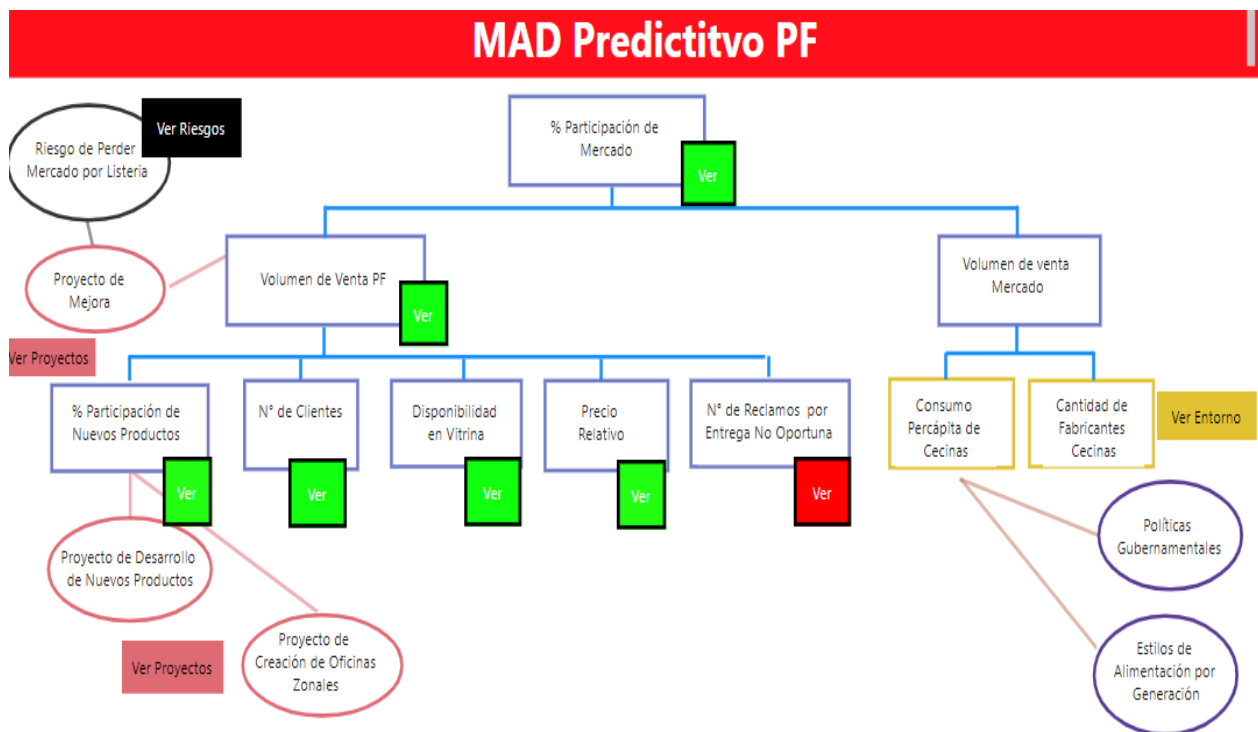 MAD Predictitvo PF
Ver Riesgos
Riesgo de Perder
Mercado por Listeria
% Participación de
Mercado
Ver
Proyecto de
Mejora
Volumen de Venta PF
Ver
Volumen de venta
Mercado
Ver Proyectos
% Participación de
Nuevos Productos
Ver
N° de Clientes
Ver
Disponibilidad
en Vitrina
Ver
Precio
Relativo
Ver
N° de Reclamos por
Entrega No Oportuna
Ver
Consumo
Percápita de
Cecinas
Cantidad de
Fabricantes
Cecinas
Ver Entorno
Proyecto de Desarrollo
de Nuevos Productos
Políticas
Gubernamentales
Ver Proyectos
Proyecto de
Creación de Oficinas
Zonales
Estilos de
Alimentación por
Generación